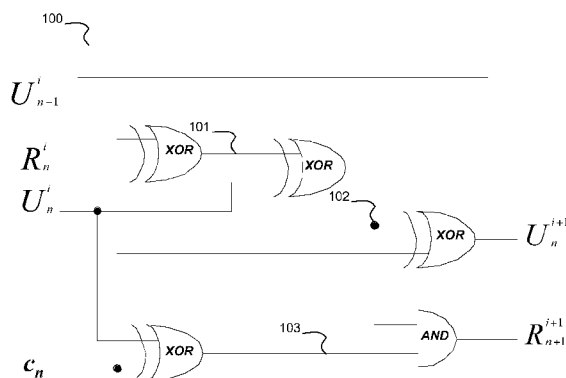 100
U^i_{n-1}
101
XOR
XOR
R^i_n
U^i_n
102
XOR
U^{i+1}_n
103
AND
R^{i+1}_{n+1}
XOR
c_n